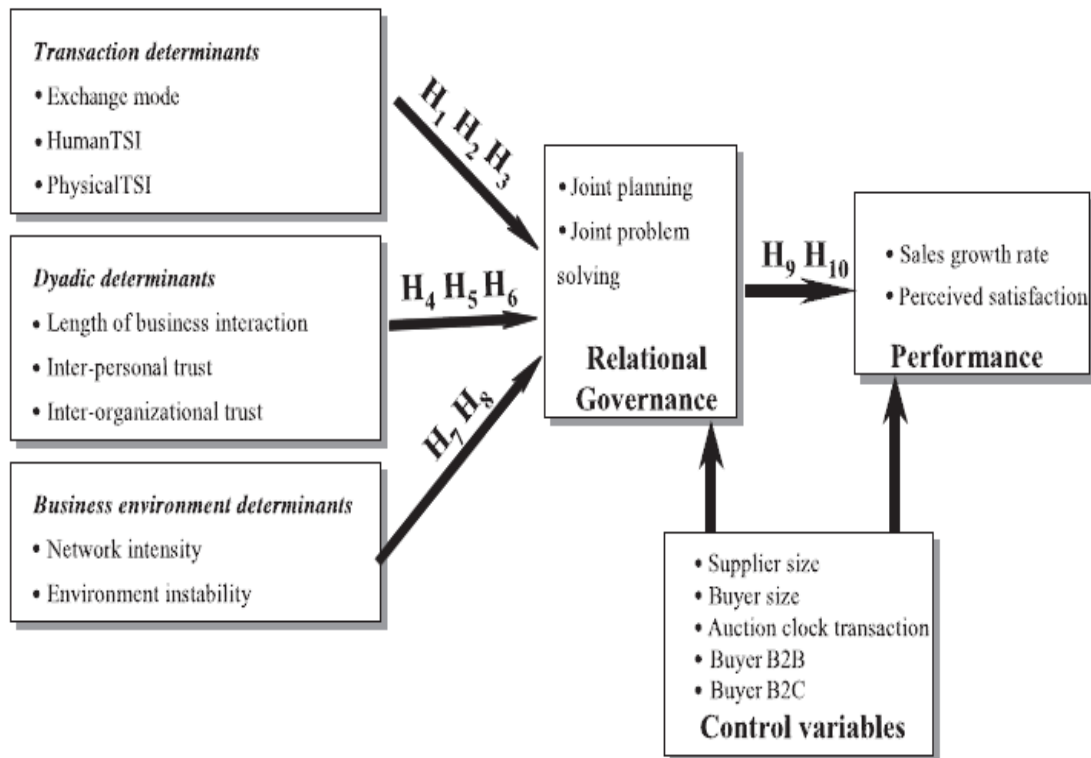 Transaction determinants
• Exchange mode
• HumanTSI
• PhysicalTSI
H1 H2 H3
Dyadic determinants
• Length of business interaction
• Inter-personal trust
• Inter-organizational trust
H4 H5 H6
Business environment determinants
• Network intensity
• Environment instability
H7 H8
• Joint planning
• Joint problem
solving
Relational
Governance
H9 H10
• Sales growth rate
• Perceived satisfaction
Performance
• Supplier size
• Buyer size
• Auction clock transaction
• Buyer B2B
• Buyer B2C
Control variables